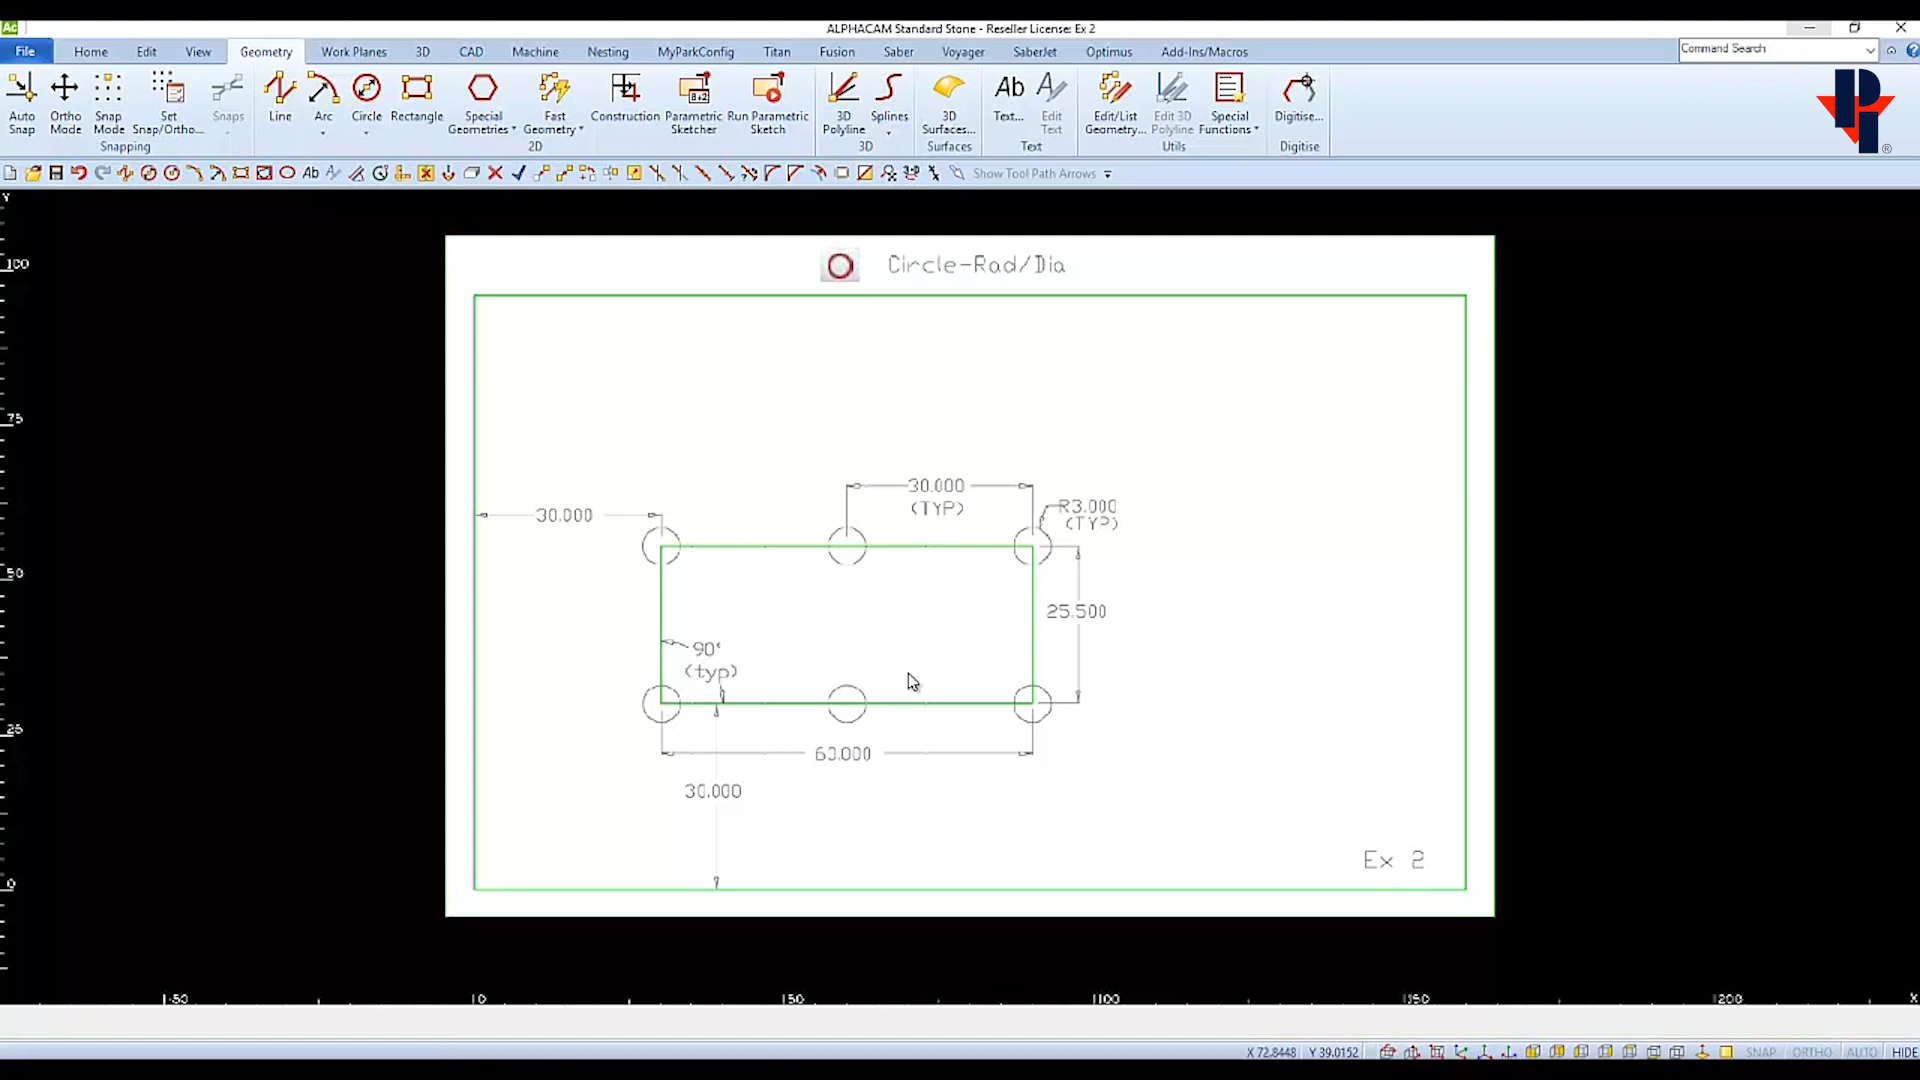 ALPHACAM Standard Stone - Reseller License: Ex 2
File Home Edit View Geometry Work Planes 3D CAD Machine Nesting MyParkConfig Titan Fusion Saber Voyager SaberJet Optimus Add-Ins/Macros
Command Search
Auto Snap
Ortho Mode
Snap Mode
Set Snap/Ortho...
Snaps
Line
Arc
Circle
Rectangle
Special Geometries
Fast Geometry
Construction
Parametric Sketcher
Run Parametric Sketch
3D Polyline
Splines
3D Surfaces...
Ab
Text...
Edit Text
Edit/List Geometry...
Edit 3D Polyline
Special Functions
Digitise...
Snapping 2D 3D Surfaces Text Utils Digitise
Ab
Show Tool Path Arrows
Y
Circle-Rad/Dia
100
75
50
25
0
30.000
30.000
(TYP)
R3.000
(TYP)
25.500
90°
(typ)
60.000
30.000
Ex 2
-50 0 50 100 150 200 X
X 72.8448 Y 39.0152 SNAP ORTHO AUTO HIDE